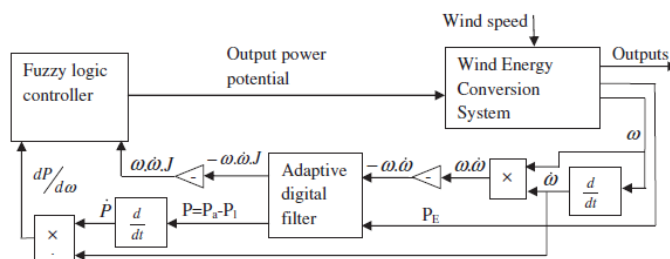 Wind speed
Fuzzy logic
controller
Output power
potential
Wind Energy
Conversion
System
Outputs
ω
ω.ω̇.J
-
-ω.ω̇.J
Adaptive
digital
filter
-ω.ω̇
-
ω.ω̇
×
ω̇
d/dt
dP/dω
Ṗ
d/dt
P=Pa-Pl
PE
×
÷